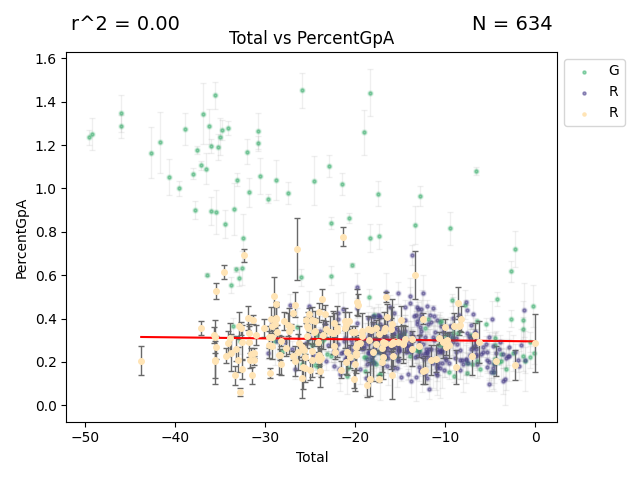 r^2 = 0.00
N = 634
Total vs PercentGpA
G
R
R
1.6
1.4
1.2
1.0
0.8
0.6
0.4
0.2
0.0
PercentGpA
−50
−40
−30
−20
−10
0
Total